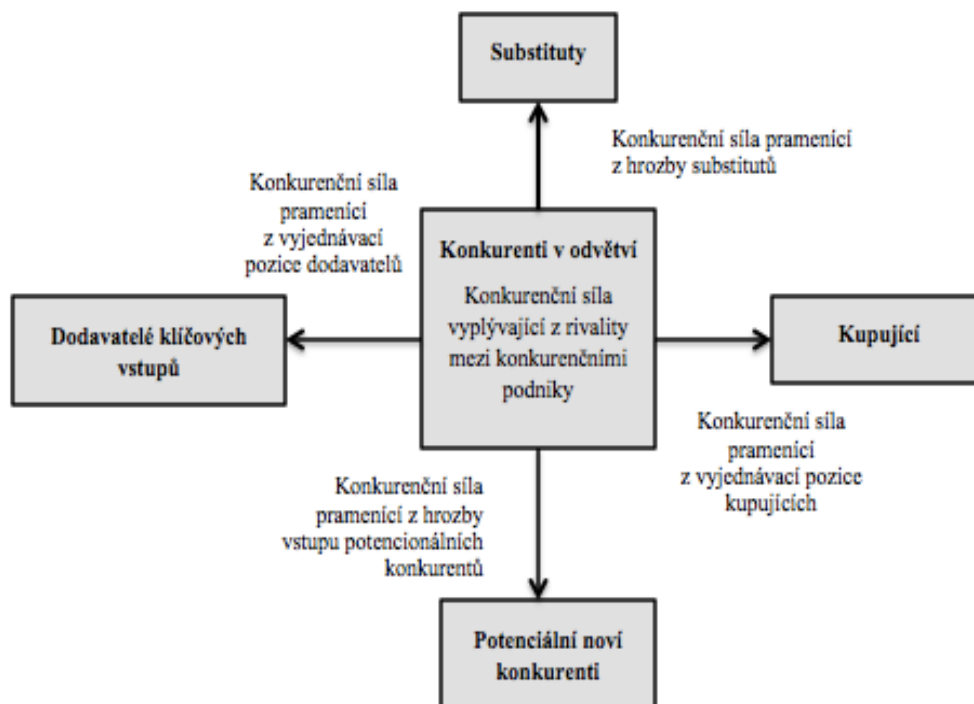 Substituty
Konkurenční síla pramenící
z hrozby substitutů
Konkurenční síla
pramenící
z vyjednávací
pozice dodavatelů
Konkurenti v odvětví
Konkurenční síla
vyplývající z rivality
mezi konkurenčními
podniky
Dodavatelé klíčových
vstupů
Kupující
Konkurenční síla
pramenící
z vyjednávací pozice
kupujících
Konkurenční síla
pramenící z hrozby
vstupu potencionálních
konkurentů
Potenciální noví
konkurenti